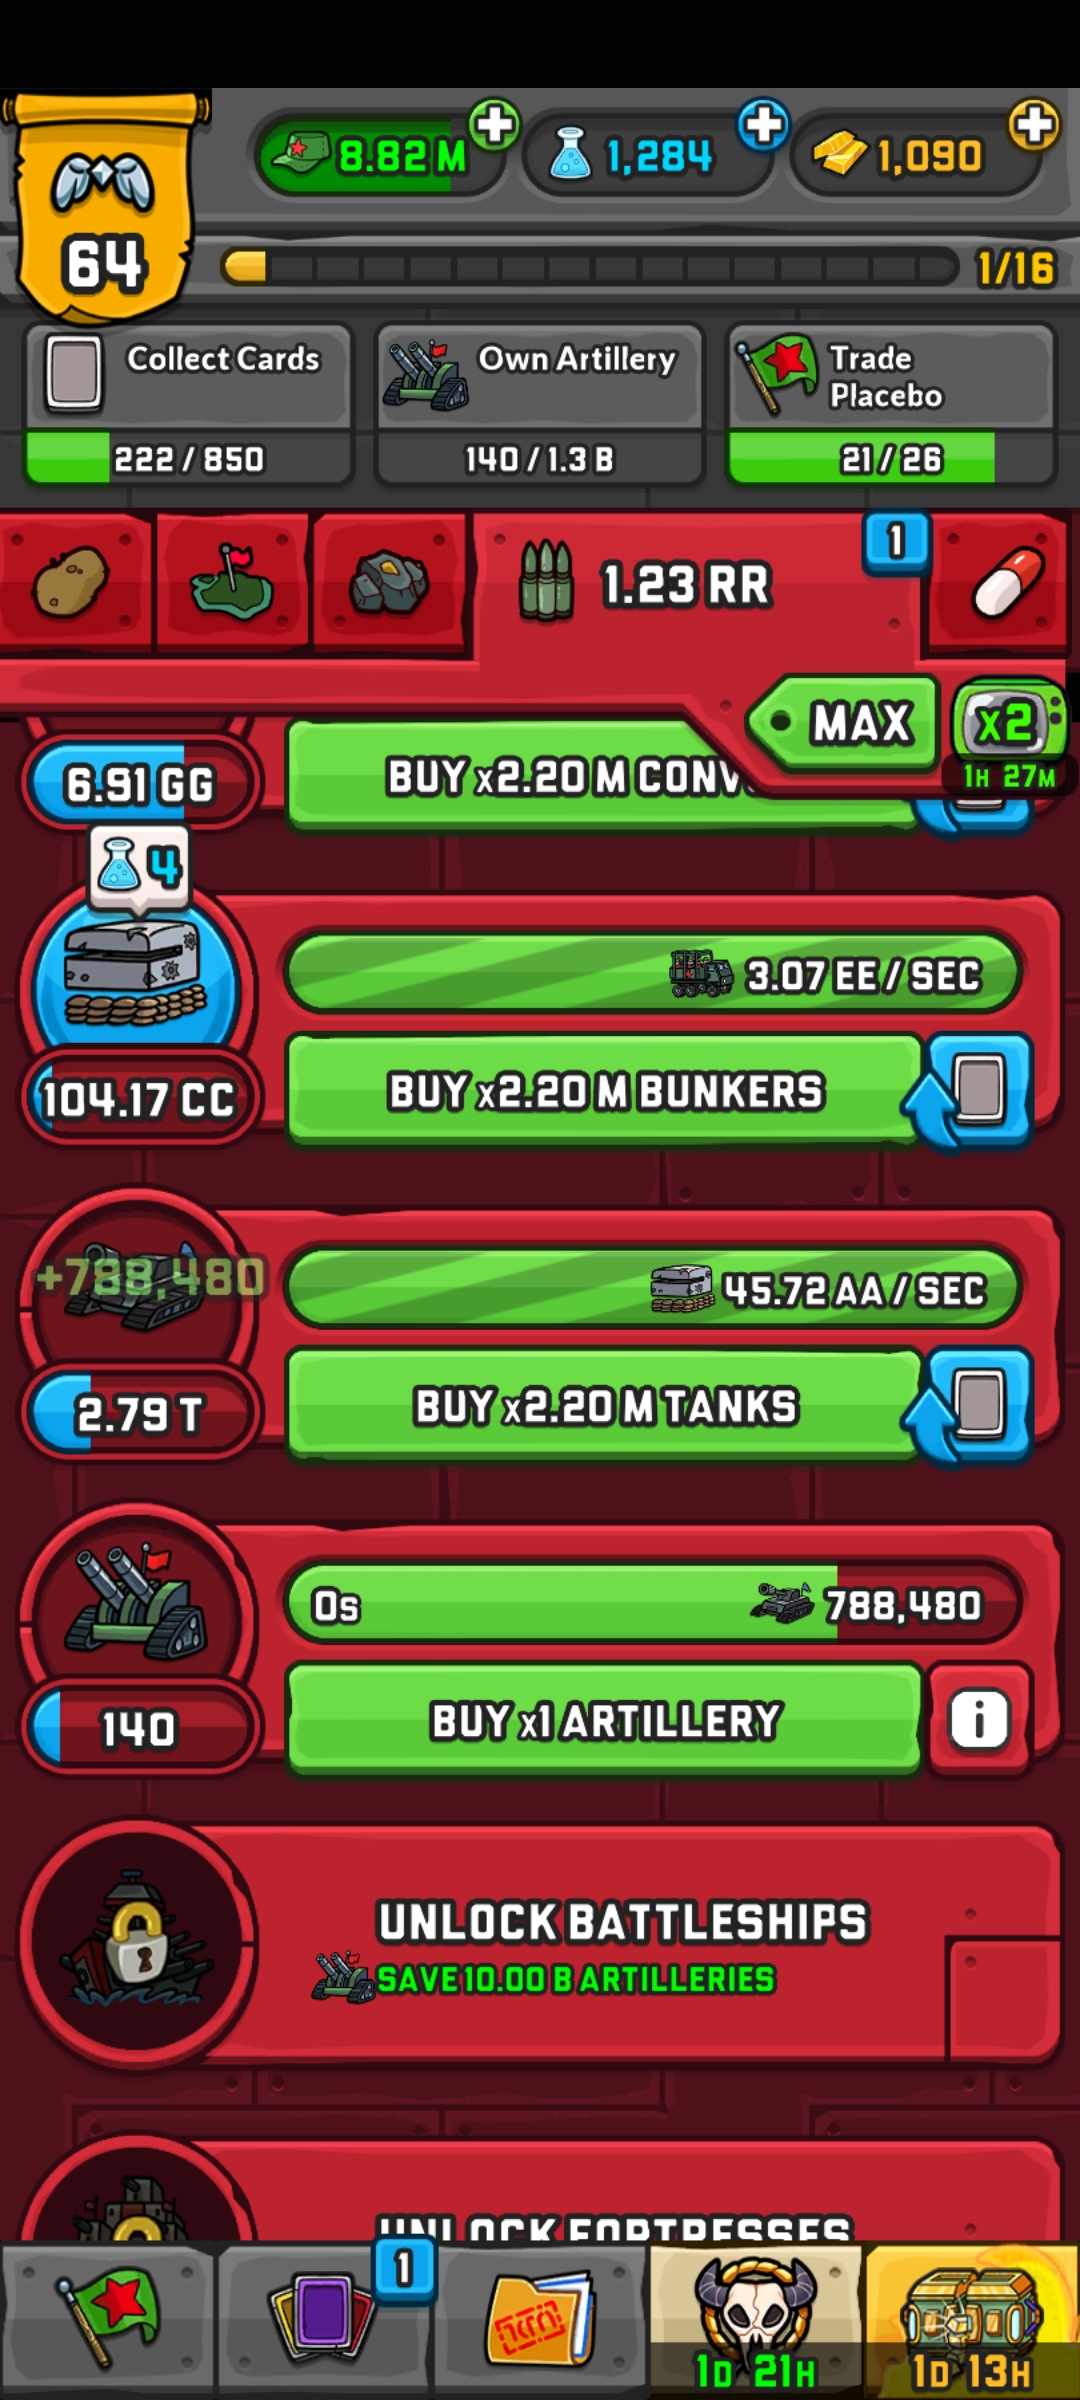 64
8.82 M
1,284
1,090
1/16
Collect Cards
222 / 850
Own Artillery
140 / 1.3 B
Trade
Placebo
21 / 26
1.23 RR
1
MAX
x2
1H 27M
6.91 GG
BUY x2.20 M CONV
4
3.07 EE / SEC
104.17 CC
BUY x2.20 M BUNKERS
+788,480
45.72 AA / SEC
2.79 T
BUY x2.20 M TANKS
0s
788,480
140
BUY x1 ARTILLERY
i
UNLOCK BATTLESHIPS
SAVE 10.00 B ARTILLERIES
UNLOCK FORTRESSES
1
1D 21H
1D 13H